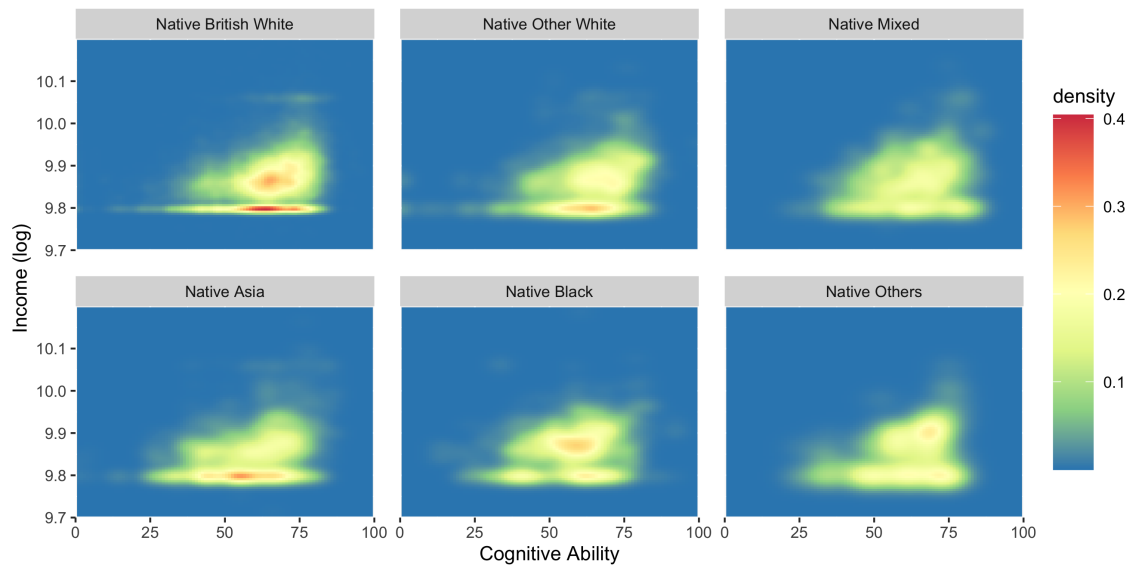 Native British White
Native Other White
Native Mixed
10.1
10.0
9.9
9.8
9.7
density
0.4
0.3
0.2
0.1
Income (log)
Native Asia
Native Black
Native Others
10.1
10.0
9.9
9.8
9.7
0 25 50 75 100
0 25 50 75 100
0 25 50 75 100
Cognitive Ability